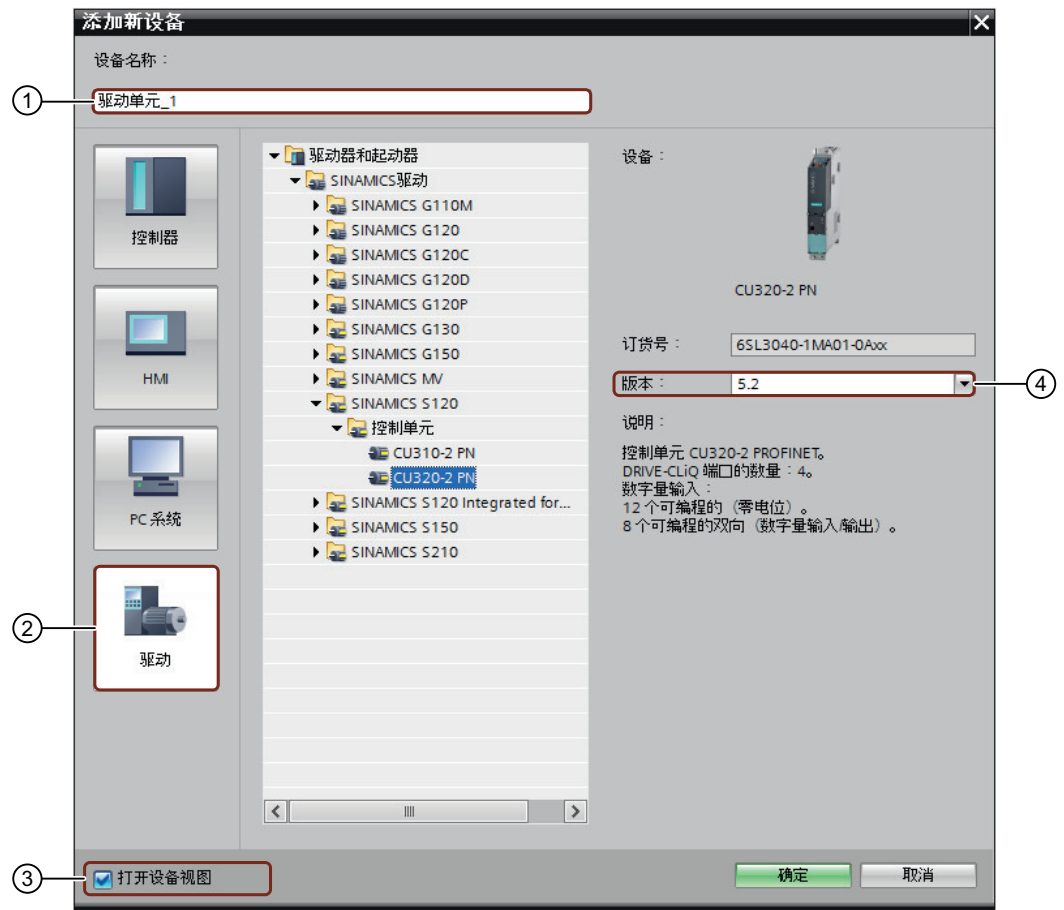 添加新设备
设备名称：
①
驱动单元_1
控制器
HMI
PC 系统
②
驱动
驱动器和起动器
SINAMICS驱动
SINAMICS G110M
SINAMICS G120
SINAMICS G120C
SINAMICS G120D
SINAMICS G120P
SINAMICS G130
SINAMICS G150
SINAMICS MV
SINAMICS S120
控制单元
CU310-2 PN
CU320-2 PN
SINAMICS S120 Integrated for...
SINAMICS S150
SINAMICS S210
设备：
CU320-2 PN
订货号： 6SL3040-1MA01-0Axx
版本： 5.2
④
说明：
控制单元 CU320-2 PROFINET。
DRIVE-CLiQ 端口的数量：4。
数字量输入：
12 个可编程的（零电位）。
8 个可编程的双向（数字量输入/输出）。
③
打开设备视图
确定
取消